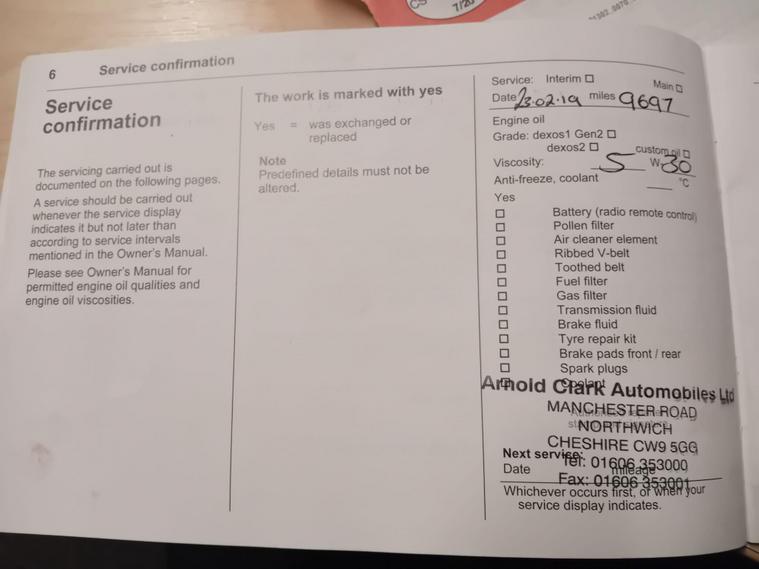 6
Service confirmation
Service
confirmation
The servicing carried out is
documented on the following pages.
A service should be carried out
whenever the service display
indicates it but not later than
according to service intervals
mentioned in the Owner's Manual.
Please see Owner's Manual for
permitted engine oil qualities and
engine oil viscosities.
The work is marked with yes
Yes = was exchanged or
replaced
Note
Predefined details must not be
altered.
Service: Interim ☐ Main ☐
Date 23.02.19 miles 9697
Engine oil
Grade: dexos1 Gen2 ☐
dexos2 ☐ custom oil ☐
Viscosity: 5 W- 30
Anti-freeze, coolant °C
Yes
☐ Battery (radio remote control)
☐ Pollen filter
☐ Air cleaner element
☐ Ribbed V-belt
☐ Toothed belt
☐ Fuel filter
☐ Gas filter
☐ Transmission fluid
☐ Brake fluid
☐ Tyre repair kit
☐ Brake pads front / rear
☐ Spark plugs
☐ Coolant
Arnold Clark Automobiles Ltd
MANCHESTER ROAD
NORTHWICH
CHESHIRE CW9 5GG
Tel: 01606 353000
Fax: 01606 353001
Next service:
Date mileage
Whichever occurs first, or when your
service display indicates.